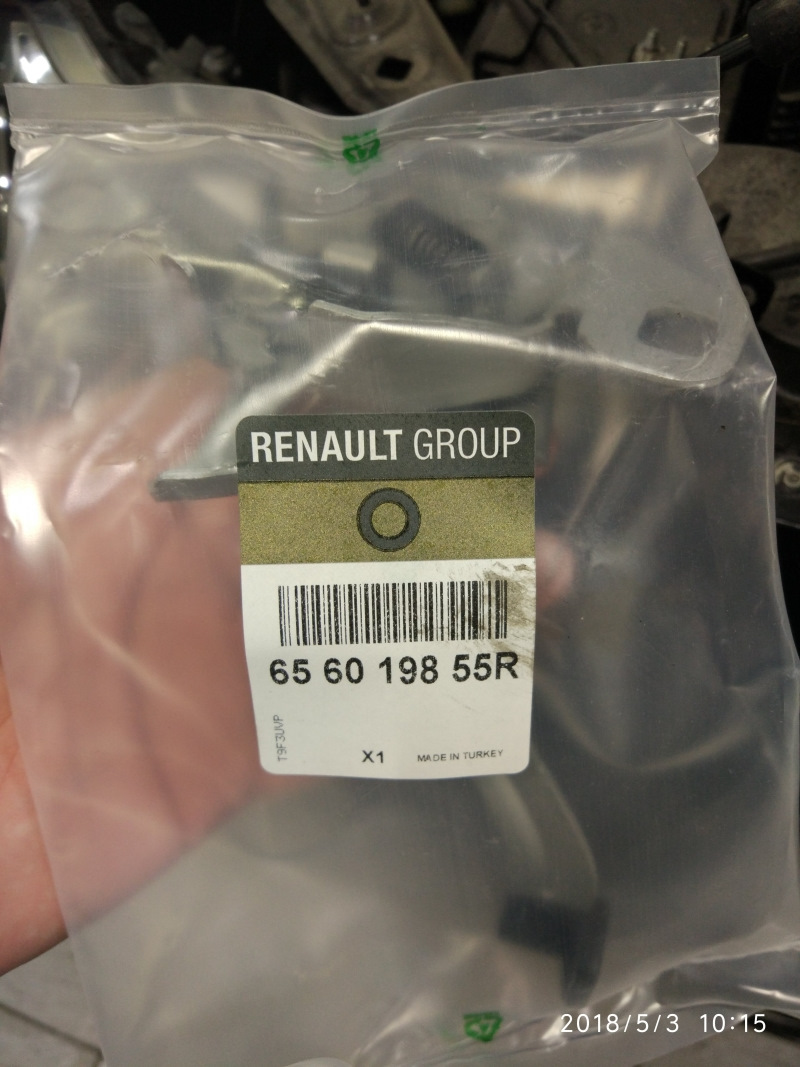 RENAULT GROUP
65 60 198 55R
T9F3UVP
X1
MADE IN TURKEY
2018/5/3 10:15